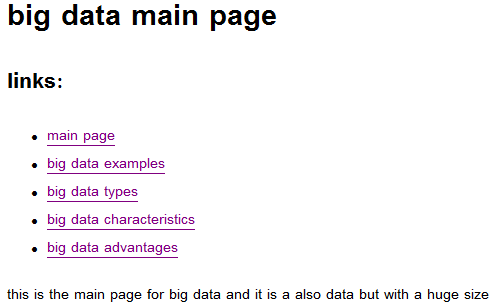 big data main page
links:
main page
big data examples
big data types
big data characteristics
big data advantages
this is the main page for big data and it is a also data but with a huge size